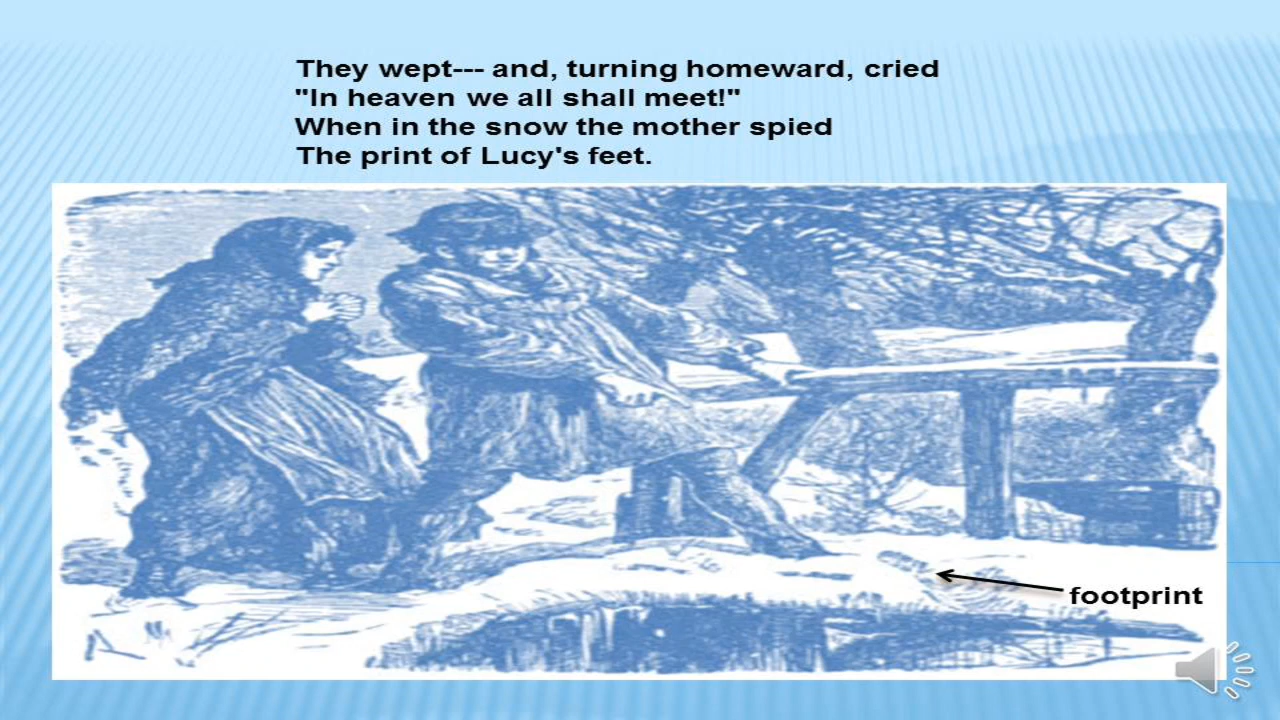 They wept--- and, turning homeward, cried
"In heaven we all shall meet!"
When in the snow the mother spied
The print of Lucy's feet.
footprint